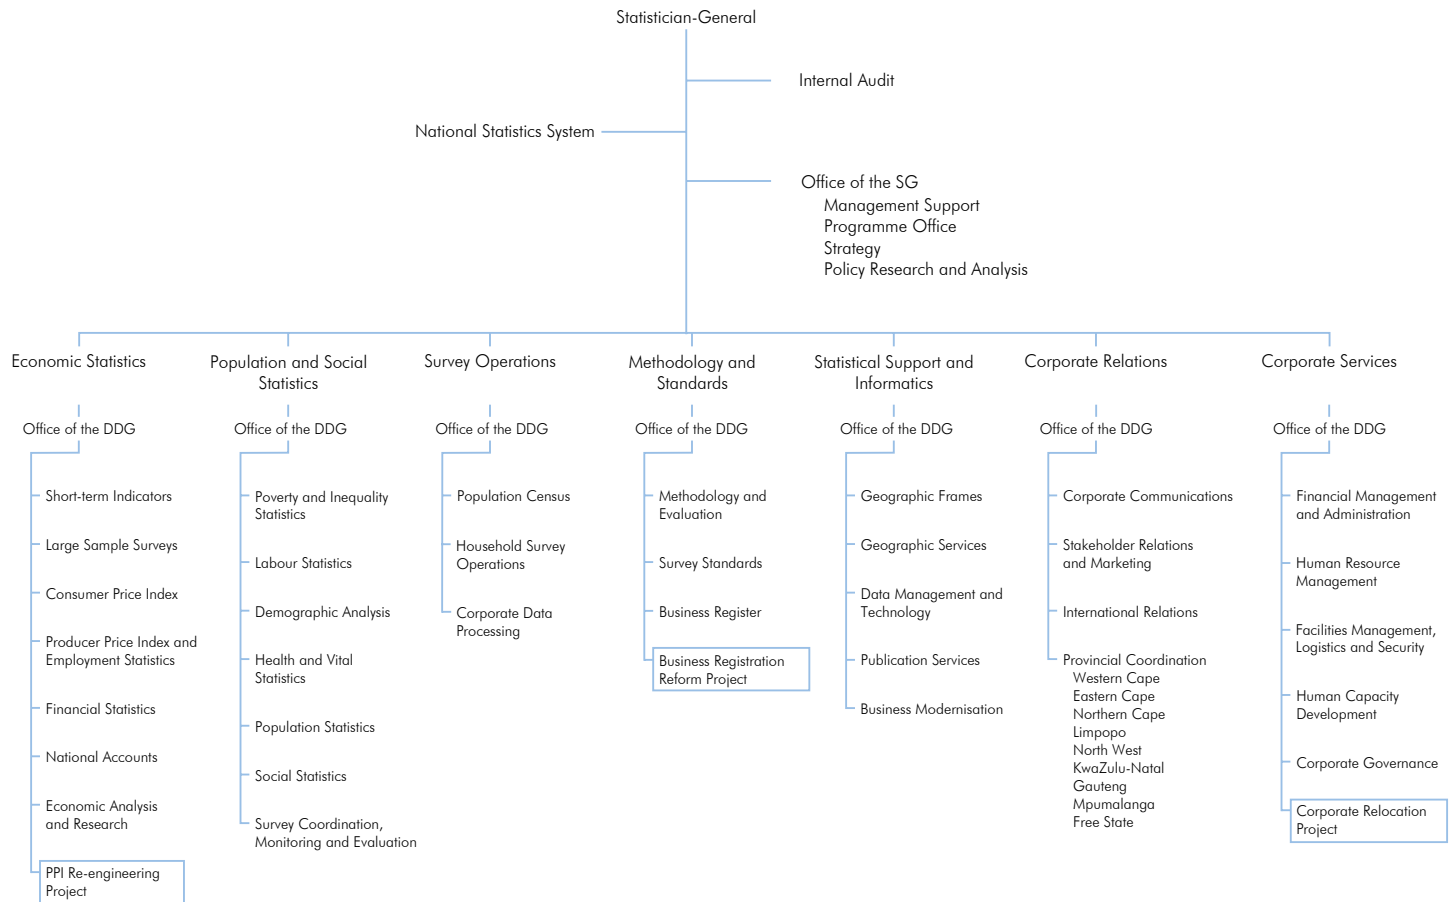 Statistician-General
Internal Audit
National Statistics System
Office of the SG
Management Support
Programme Office
Strategy
Policy Research and Analysis
Economic Statistics
Office of the DDG
Short-term Indicators
Large Sample Surveys
Consumer Price Index
Producer Price Index and
Employment Statistics
Financial Statistics
National Accounts
Economic Analysis
and Research
PPI Re-engineering
Project
Population and Social
Statistics
Office of the DDG
Poverty and Inequality
Statistics
Labour Statistics
Demographic Analysis
Health and Vital
Statistics
Population Statistics
Social Statistics
Survey Coordination,
Monitoring and Evaluation
Survey Operations
Office of the DDG
Population Census
Household Survey
Operations
Corporate Data
Processing
Methodology and
Standards
Office of the DDG
Methodology and
Evaluation
Survey Standards
Business Register
Business Registration
Reform Project
Statistical Support and
Informatics
Office of the DDG
Geographic Frames
Geographic Services
Data Management and
Technology
Publication Services
Business Modernisation
Corporate Relations
Office of the DDG
Corporate Communications
Stakeholder Relations
and Marketing
International Relations
Provincial Coordination
Western Cape
Eastern Cape
Northern Cape
Limpopo
North West
KwaZulu-Natal
Gauteng
Mpumalanga
Free State
Corporate Services
Office of the DDG
Financial Management
and Administration
Human Resource
Management
Facilities Management,
Logistics and Security
Human Capacity
Development
Corporate Governance
Corporate Relocation
Project